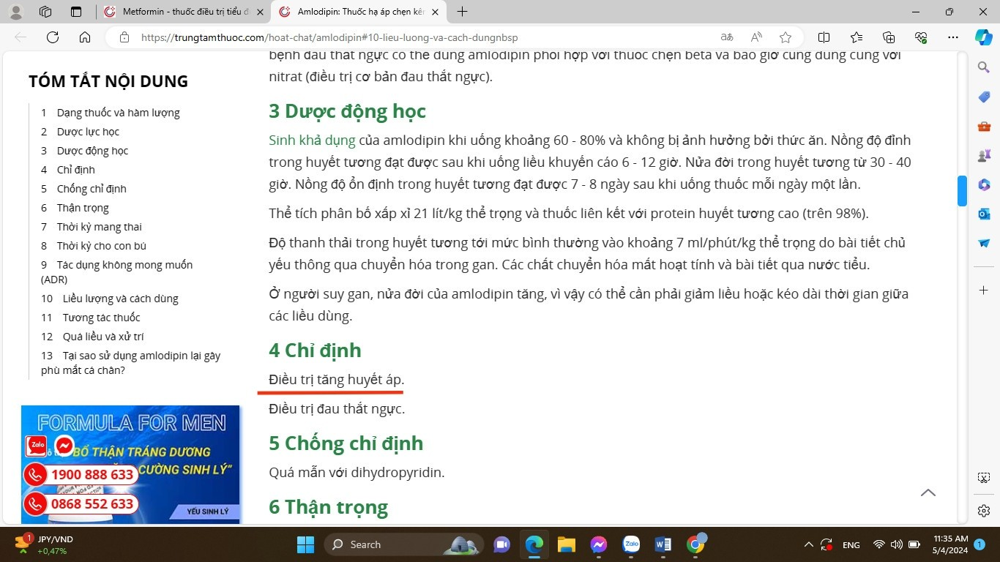 Metformin - thuốc điều trị tiểu đ
Amlodipin: Thuốc hạ áp chẹn kên
https://trungtamthuoc.com/hoat-chat/amlodipin#10-lieu-luong-va-cach-dungnbsp
TÓM TẮT NỘI DUNG
1 Dạng thuốc và hàm lượng
2 Dược lực học
3 Dược động học
4 Chỉ định
5 Chống chỉ định
6 Thận trọng
7 Thời kỳ mang thai
8 Thời kỳ cho con bú
9 Tác dụng không mong muốn
(ADR)
10 Liều lượng và cách dùng
11 Tương tác thuốc
12 Quá liều và xử trí
13 Tại sao sử dụng amlodipin lại gây
phù mắt cá chân?
FORMULA FOR MEN
Zalo
BỔ THẬN TRÁNG DƯƠNG
CƯỜNG SINH LÝ”
1900 888 633
0868 552 633
YẾU SINH LÝ
bệnh đau thắt ngực có thể dùng amlodipin phối hợp với thuốc chẹn beta và bao giờ cũng dùng cùng với
nitrat (điều trị cơ bản đau thắt ngực).
3 Dược động học
Sinh khả dụng của amlodipin khi uống khoảng 60 - 80% và không bị ảnh hưởng bởi thức ăn. Nồng độ đỉnh
trong huyết tương đạt được sau khi uống liều khuyến cáo 6 - 12 giờ. Nửa đời trong huyết tương từ 30 - 40
giờ. Nồng độ ổn định trong huyết tương đạt được 7 - 8 ngày sau khi uống thuốc mỗi ngày một lần.
Thể tích phân bố xấp xỉ 21 lít/kg thể trọng và thuốc liên kết với protein huyết tương cao (trên 98%).
Độ thanh thải trong huyết tương tới mức bình thường vào khoảng 7 ml/phút/kg thể trọng do bài tiết chủ
yếu thông qua chuyển hóa trong gan. Các chất chuyển hóa mất hoạt tính và bài tiết qua nước tiểu.
Ở người suy gan, nửa đời của amlodipin tăng, vì vậy có thể cần phải giảm liều hoặc kéo dài thời gian giữa
các liều dùng.
4 Chỉ định
Điều trị tăng huyết áp.
Điều trị đau thắt ngực.
5 Chống chỉ định
Quá mẫn với dihydropyridin.
6 Thận trọng
1
JPY/VND
+0,47%
Search
Zalo
ENG
11:35 AM
5/4/2024
1